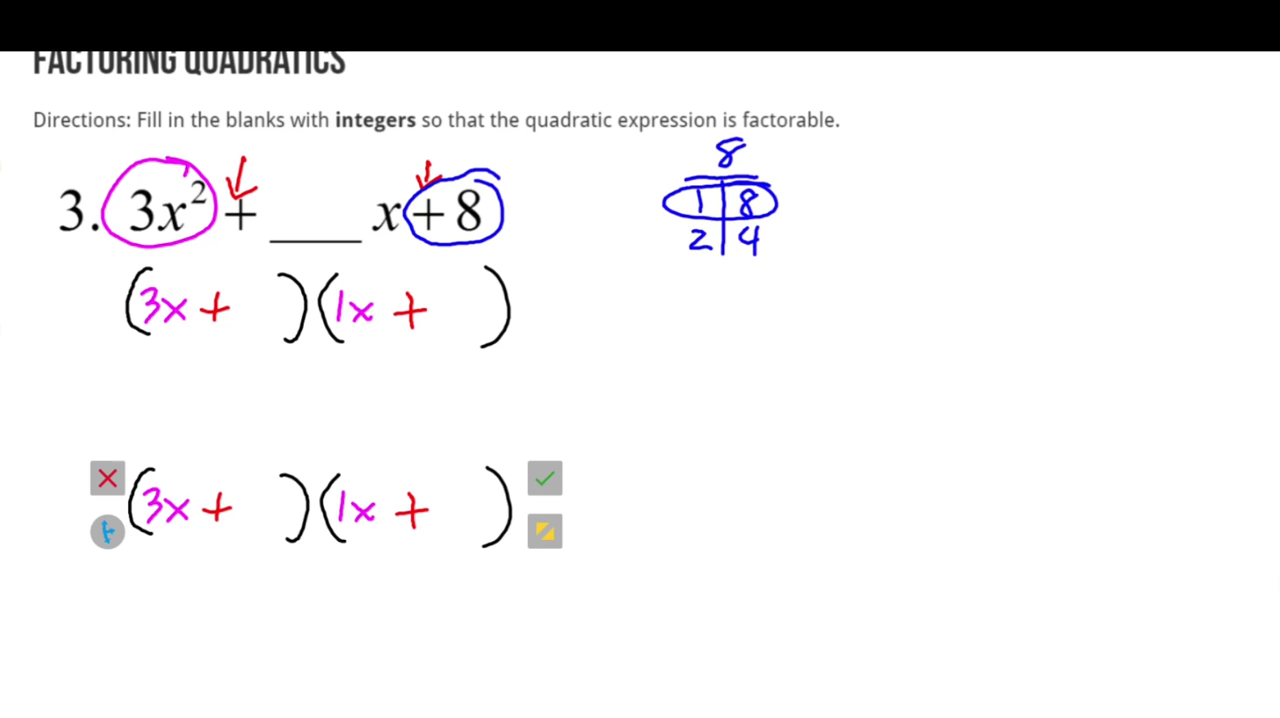 FACTORING QUADRATICS
Directions: Fill in the blanks with integers so that the quadratic expression is factorable.
8
1 8
2 4
3. 3x² + ____ x + 8
(3x + )(1x + )
(3x + )(1x + )